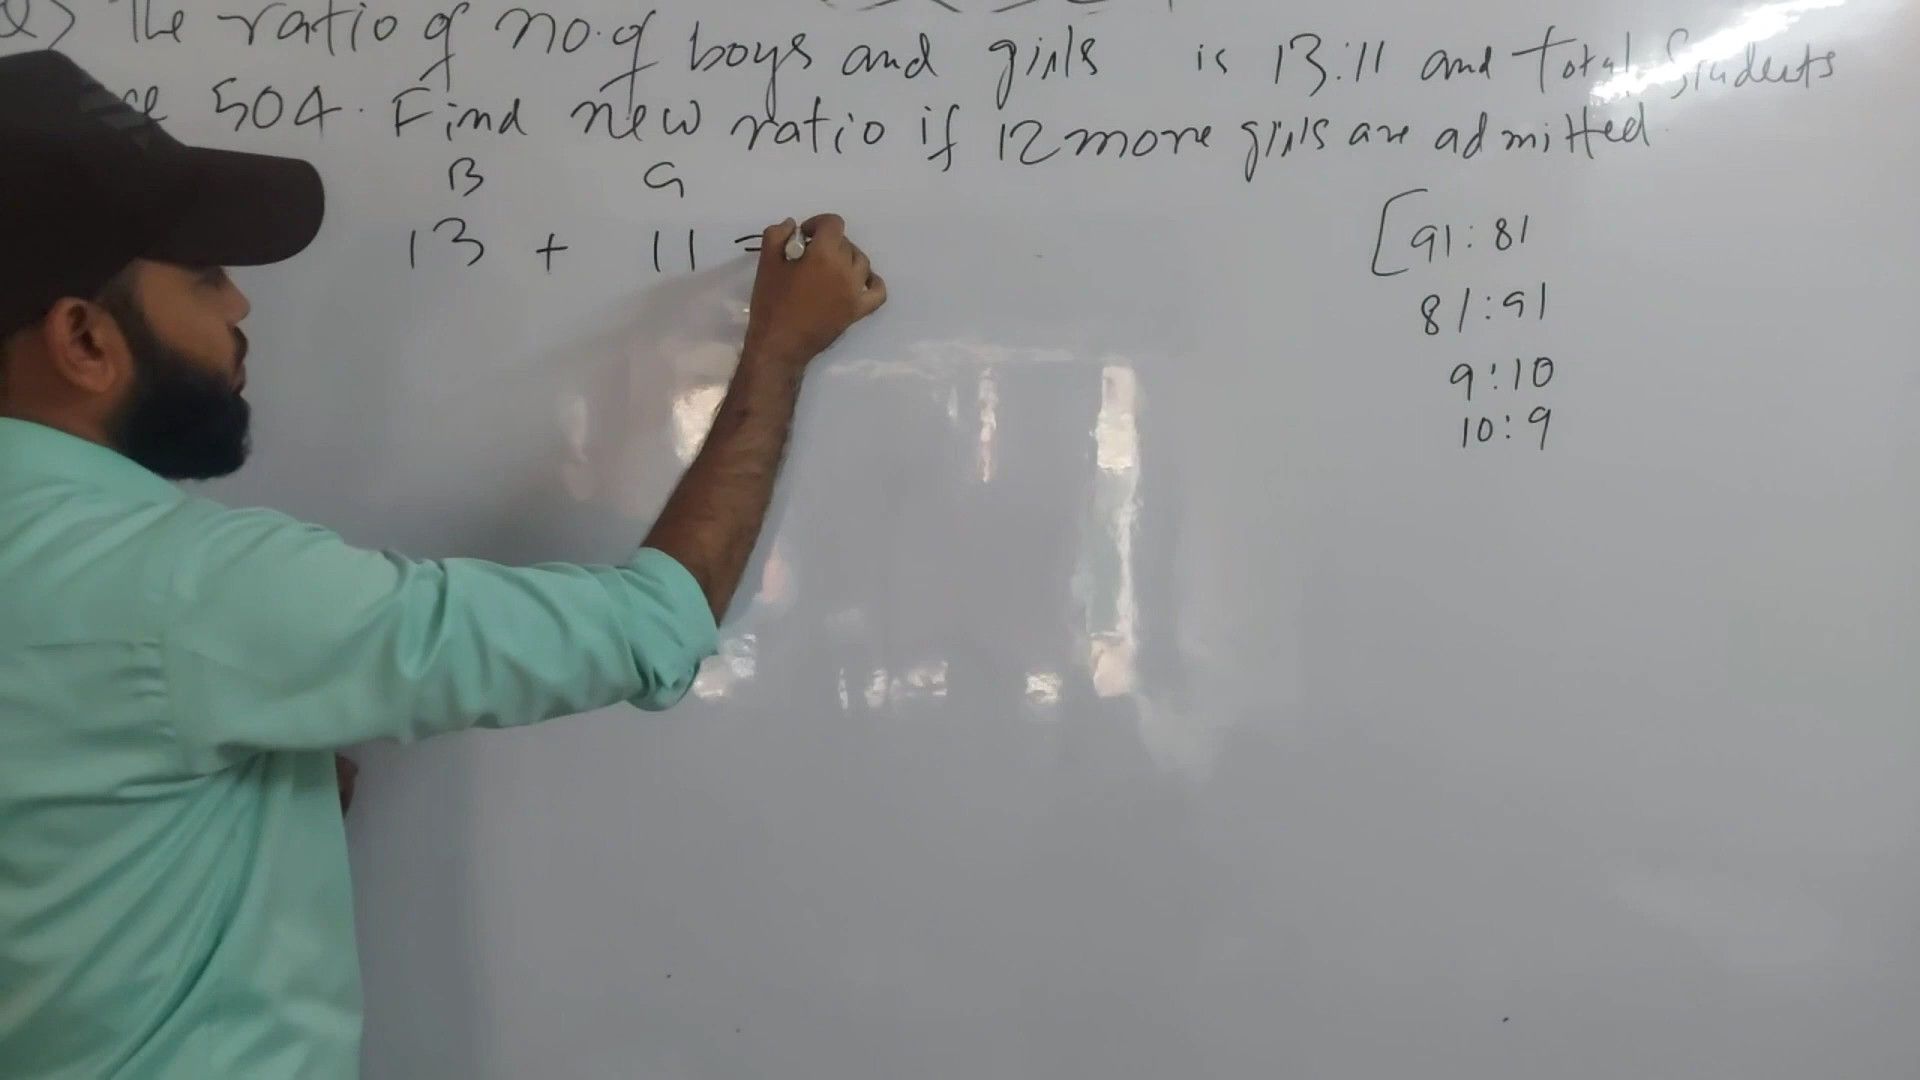 The ratio of no. of boys and girls is 13:11 and total Students
504. Find new ratio if 12 more girls are admitted
B G
13 + 11 =
[91:81
81:91
9:10
10:9